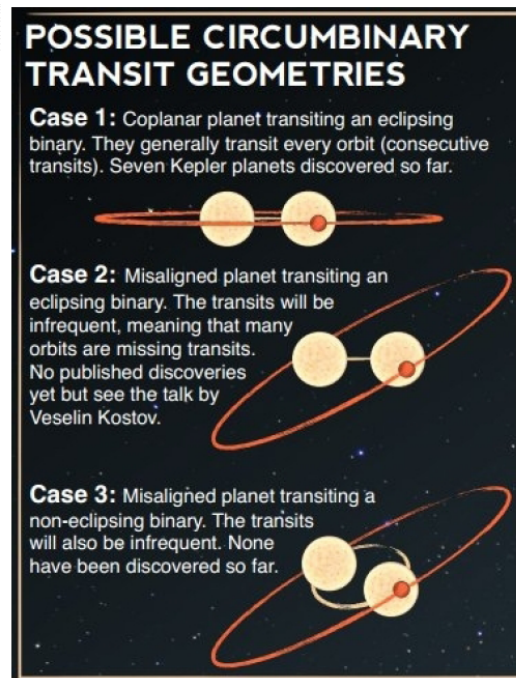 POSSIBLE CIRCUMBINARY
TRANSIT GEOMETRIES
Case 1: Coplanar planet transiting an eclipsing
binary. They generally transit every orbit (consecutive
transits). Seven Kepler planets discovered so far.
Case 2: Misaligned planet transiting an
eclipsing binary. The transits will be
infrequent, meaning that many
orbits are missing transits.
No published discoveries
yet but see the talk by
Veselin Kostov.
Case 3: Misaligned planet transiting a
non-eclipsing binary. The transits
will also be infrequent. None
have been discovered so far.